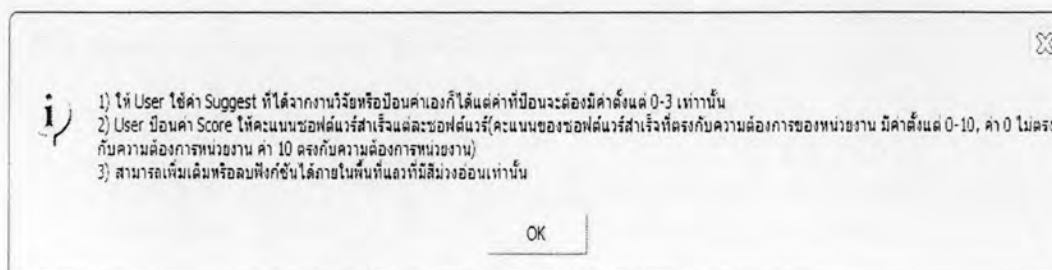 1) ให้ User ใช้ค่า Suggest ที่ได้จากงานวิจัยหรือป้อนค่าเองก็ได้แต่ค่าที่ป้อนจะต้องมีค่าตั้งแต่ 0-3 เท่านั้น
2) User ป้อนค่า Score ให้คะแนนซอฟต์แวร์สำเร็จแต่ละซอฟต์แวร์(คะแนนของซอฟต์แวร์สำเร็จที่ตรงกับความต้องการของหน่วยงาน มีค่าตั้งแต่ 0-10, ค่า 0 ไม่ตรง
กับความต้องการหน่วยงาน ค่า 10 ตรงกับความต้องการหน่วยงาน)
3) สามารถเพิ่มเติมหรือลบฟังก์ชันได้ภายในพื้นที่แถวที่มีสีม่วงอ่อนเท่านั้น
OK